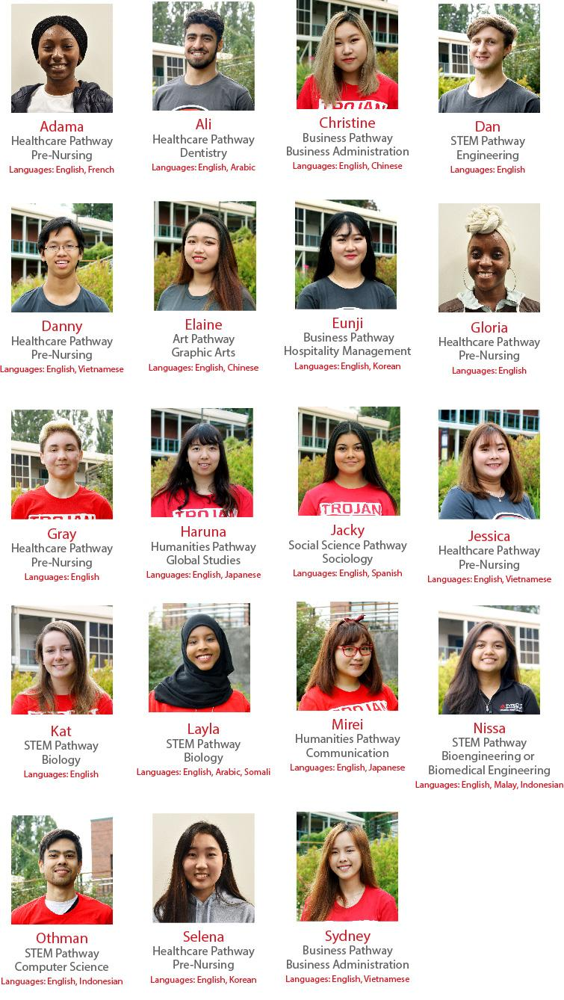 Adama
Healthcare Pathway
Pre-Nursing
Languages: English, French
Ali
Healthcare Pathway
Dentistry
Languages: English, Arabic
TROJAN
Christine
Business Pathway
Business Administration
Languages: English, Chinese
Dan
STEM Pathway
Engineering
Languages: English
Danny
Healthcare Pathway
Pre-Nursing
Languages: English, Vietnamese
Elaine
Art Pathway
Graphic Arts
Languages: English, Chinese
Eunji
Business Pathway
Hospitality Management
Languages: English, Korean
Gloria
Healthcare Pathway
Pre-Nursing
Languages: English
TROJAN
Gray
Healthcare Pathway
Pre-Nursing
Languages: English
TROJAN
Haruna
Humanities Pathway
Global Studies
Languages: English, Japanese
TROJAN
Jacky
Social Science Pathway
Sociology
Languages: English, Spanish
Jessica
Healthcare Pathway
Pre-Nursing
Languages: English, Vietnamese
Kat
STEM Pathway
Biology
Languages: English
Layla
STEM Pathway
Biology
Languages: English, Arabic, Somali
TROJAN
Mirei
Humanities Pathway
Communication
Languages: English, Japanese
Nissa
STEM Pathway
Bioengineering or
Biomedical Engineering
Languages: English, Malay, Indonesian
Othman
STEM Pathway
Computer Science
Languages: English, Indonesian
Selena
Healthcare Pathway
Pre-Nursing
Languages: English, Korean
Sydney
Business Pathway
Business Administration
Languages: English, Vietnamese